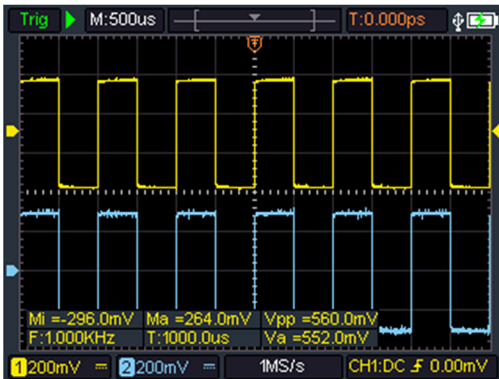 Trig M:500us T:0.000ps
Mi =-296.0mV Ma =264.0mV Vpp =560.0mV
F:1.000KHz T:1000.0us Va =552.0mV
1 200mV 2 200mV 1MS/s CH1:DC 0.00mV